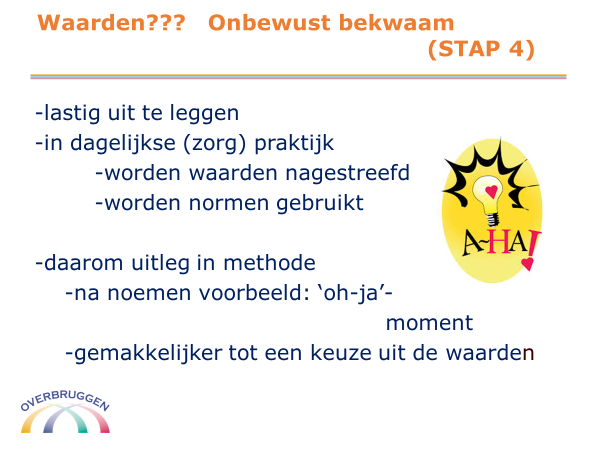 Waarden??? Onbewust bekwaam
(STAP 4)
-lastig uit te leggen
-in dagelijkse (zorg) praktijk
-worden waarden nagestreefd
-worden normen gebruikt
A-HA!
-daarom uitleg in methode
-na noemen voorbeeld: ‘oh-ja’-
moment
-gemakkelijker tot een keuze uit de waarden
OVERBRUGGEN